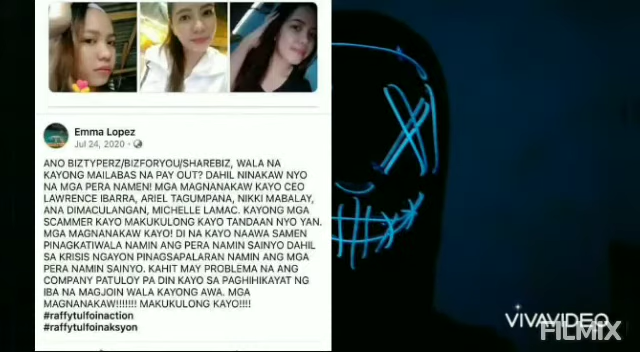 Emma Lopez
Jul 24, 2020 ·
ANO BIZTYPERZ/BIZFORYOU/SHAREBIZ, WALA NA
KAYONG MAILABAS NA PAY OUT? DAHIL NINAKAW NYO
NA MGA PERA NAMEN! MGA MAGNANAKAW KAYO CEO
LAWRENCE IBARRA, ARIEL TAGUMPANA, NIKKI MABALAY,
ANA DIMACULANGAN, MICHELLE LAMAC. KAYONG MGA
SCAMMER KAYO MAKUKULONG KAYO TANDAAN NYO YAN.
MGA MAGNANAKAW KAYO! DI NA KAYO NAAWA SAMEN
PINAGKATIWALA NAMIN ANG PERA NAMIN SAINYO DAHIL
SA KRISIS NGAYON PINAGSAPALARAN NAMIN ANG MGA
PERA NAMIN SAINYO. KAHIT MAY PROBLEMA NA ANG
COMPANY PATULOY PA DIN KAYO SA PAGHIHIKAYAT NG
IBA NA MAGJOIN WALA KAYONG AWA. MGA
MAGNANAKAW!!!!!!! MAKUKULONG KAYO!!!!
#raffytulfoinaction
#raffytulfoinaksyon
VIVAVIDEO
FILMIX